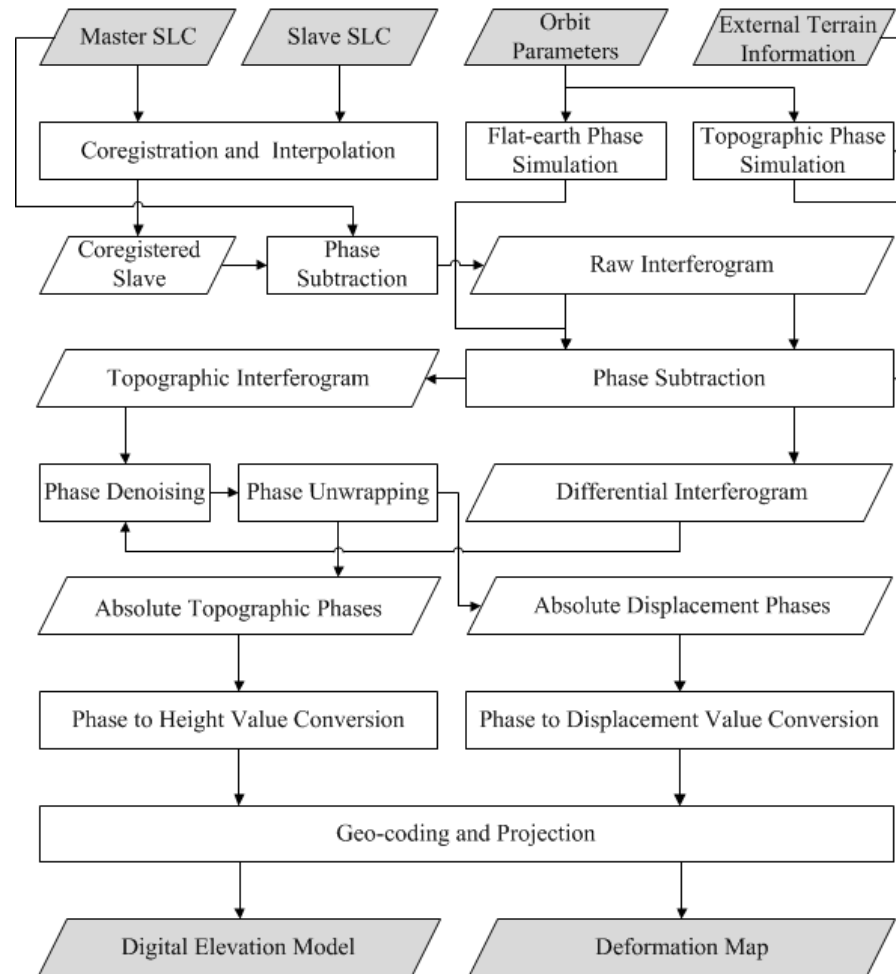 Master SLC
Slave SLC
Orbit
Parameters
External Terrain
Information
Coregistration and Interpolation
Flat-earth Phase
Simulation
Topographic Phase
Simulation
Coregistered
Slave
Phase
Subtraction
Raw Interferogram
Topographic Interferogram
Phase Subtraction
Phase Denoising
Phase Unwrapping
Differential Interferogram
Absolute Topographic Phases
Absolute Displacement Phases
Phase to Height Value Conversion
Phase to Displacement Value Conversion
Geo-coding and Projection
Digital Elevation Model
Deformation Map